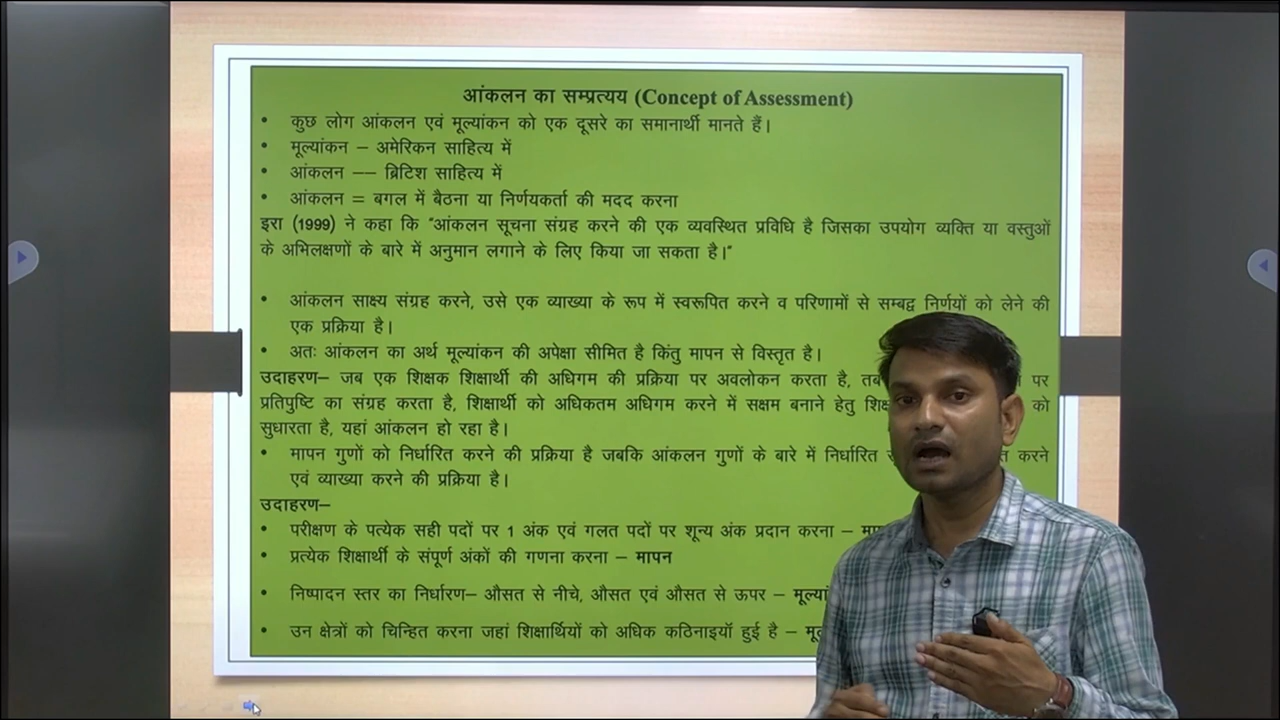 आंकलन का सम्प्रत्यय (Concept of Assessment)
• कुछ लोग आंकलन एवं मूल्यांकन को एक दूसरे का समानार्थी मानते हैं।
• मूल्यांकन – अमेरिकन साहित्य में
• आंकलन –– ब्रिटिश साहित्य में
• आंकलन = बगल में बैठना या निर्णयकर्ता की मदद करना
इरा (1999) ने कहा कि "आंकलन सूचना संग्रह करने की एक व्यवस्थित प्रविधि है जिसका उपयोग व्यक्ति या वस्तुओं
के अभिलक्षणों के बारे में अनुमान लगाने के लिए किया जा सकता है।"
• आंकलन साक्ष्य संग्रह करने, उसे एक व्याख्या के रूप में स्वरूपित करने व परिणामों से सम्बद्व निर्णयों को लेने की
एक प्रक्रिया है।
• अतः आंकलन का अर्थ मूल्यांकन की अपेक्षा सीमित है किंतु मापन से विस्तृत है।
उदाहरण– जब एक शिक्षक शिक्षार्थी की अधिगम की प्रक्रिया पर अवलोकन करता है, तब पर
प्रतिपुष्टि का संग्रह करता है, शिक्षार्थी को अधिकतम अधिगम करने में सक्षम बनाने हेतु को
सुधारता है, यहां आंकलन हो रहा है।
• मापन गुणों को निर्धारित करने की प्रक्रिया है जबकि आंकलन गुणों के बारे में निर्धारित करने
एवं व्याख्या करने की प्रक्रिया है।
उदाहरण–
• परीक्षण के पत्येक सही पदों पर 1 अंक एवं गलत पदों पर शून्य अंक प्रदान करना –
• प्रत्येक शिक्षार्थी के संपूर्ण अंकों की गणना करना – मापन
• निष्पादन स्तर का निर्धारण– औसत से नीचे, औसत एवं औसत से ऊपर –
• उन क्षेत्रों को चिन्हित करना जहां शिक्षार्थियों को अधिक कठिनाइयॉ हुई है –